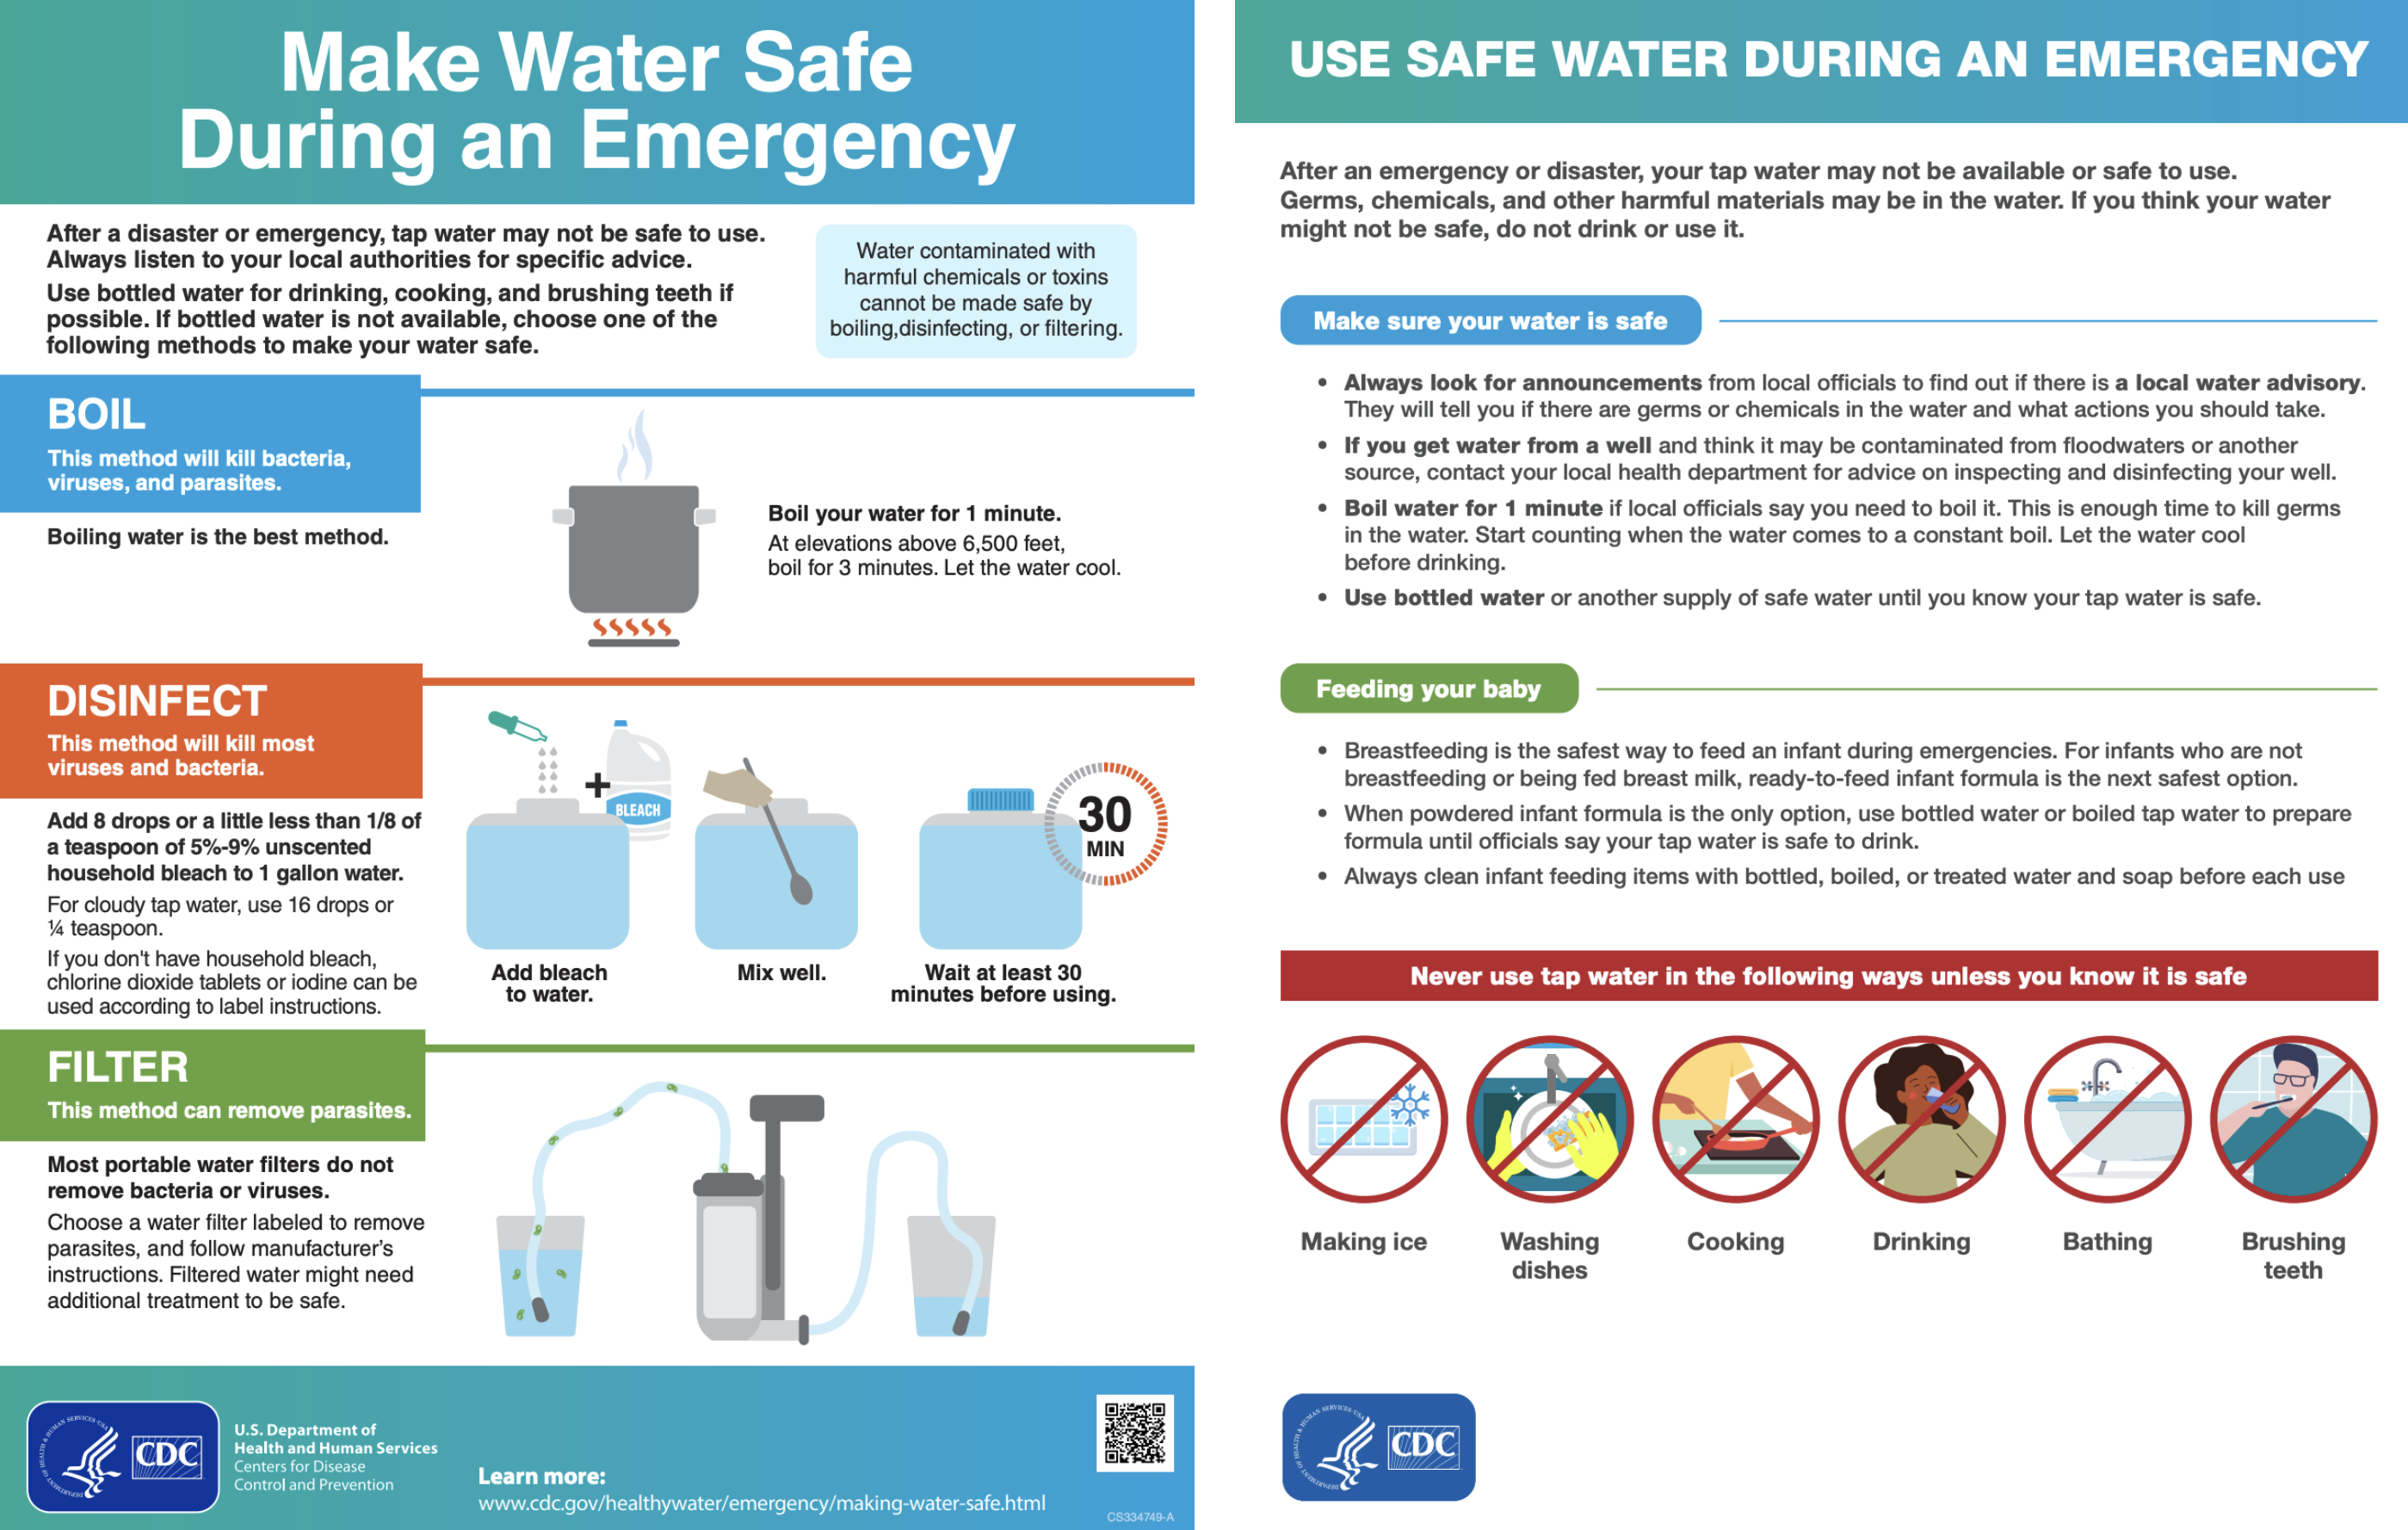 Make Water Safe
During an Emergency
After a disaster or emergency, tap water may not be safe to use.
Always listen to your local authorities for specific advice.
Use bottled water for drinking, cooking, and brushing teeth if
possible. If bottled water is not available, choose one of the
following methods to make your water safe.
Water contaminated with
harmful chemicals or toxins
cannot be made safe by
boiling,disinfecting, or filtering.
BOIL
This method will kill bacteria,
viruses, and parasites.
Boiling water is the best method.
Boil your water for 1 minute.
At elevations above 6,500 feet,
boil for 3 minutes. Let the water cool.
DISINFECT
This method will kill most
viruses and bacteria.
Add 8 drops or a little less than 1/8 of
a teaspoon of 5%-9% unscented
household bleach to 1 gallon water.
For cloudy tap water, use 16 drops or
¼ teaspoon.
If you don't have household bleach,
chlorine dioxide tablets or iodine can be
used according to label instructions.
+
BLEACH
30
MIN
Add bleach
to water.
Mix well.
Wait at least 30
minutes before using.
FILTER
This method can remove parasites.
Most portable water filters do not
remove bacteria or viruses.
Choose a water filter labeled to remove
parasites, and follow manufacturer’s
instructions. Filtered water might need
additional treatment to be safe.
DEPARTMENT OF HEALTH & HUMAN SERVICES·USA
CDC
U.S. Department of
Health and Human Services
Centers for Disease
Control and Prevention
Learn more:
www.cdc.gov/healthywater/emergency/making-water-safe.html
CS334749-A
USE SAFE WATER DURING AN EMERGENCY
After an emergency or disaster, your tap water may not be available or safe to use.
Germs, chemicals, and other harmful materials may be in the water. If you think your water
might not be safe, do not drink or use it.
Make sure your water is safe
• Always look for announcements from local officials to find out if there is a local water advisory.
They will tell you if there are germs or chemicals in the water and what actions you should take.
• If you get water from a well and think it may be contaminated from floodwaters or another
source, contact your local health department for advice on inspecting and disinfecting your well.
• Boil water for 1 minute if local officials say you need to boil it. This is enough time to kill germs
in the water. Start counting when the water comes to a constant boil. Let the water cool
before drinking.
• Use bottled water or another supply of safe water until you know your tap water is safe.
Feeding your baby
• Breastfeeding is the safest way to feed an infant during emergencies. For infants who are not
breastfeeding or being fed breast milk, ready-to-feed infant formula is the next safest option.
• When powdered infant formula is the only option, use bottled water or boiled tap water to prepare
formula until officials say your tap water is safe to drink.
• Always clean infant feeding items with bottled, boiled, or treated water and soap before each use
Never use tap water in the following ways unless you know it is safe
Making ice
Washing
dishes
Cooking
Drinking
Bathing
Brushing
teeth
DEPARTMENT OF HEALTH & HUMAN SERVICES·USA
CDC